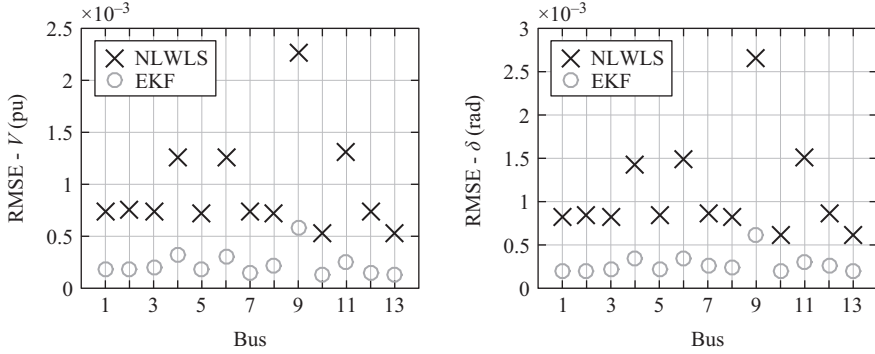 ×10–3
2.5
2
1.5
1
0.5
0
RMSE - V (pu)
NLWLS
EKF
1 3 5 7 9 11 13
Bus
×10–3
3
2.5
2
1.5
1
0.5
0
RMSE - δ (rad)
NLWLS
EKF
1 3 5 7 9 11 13
Bus